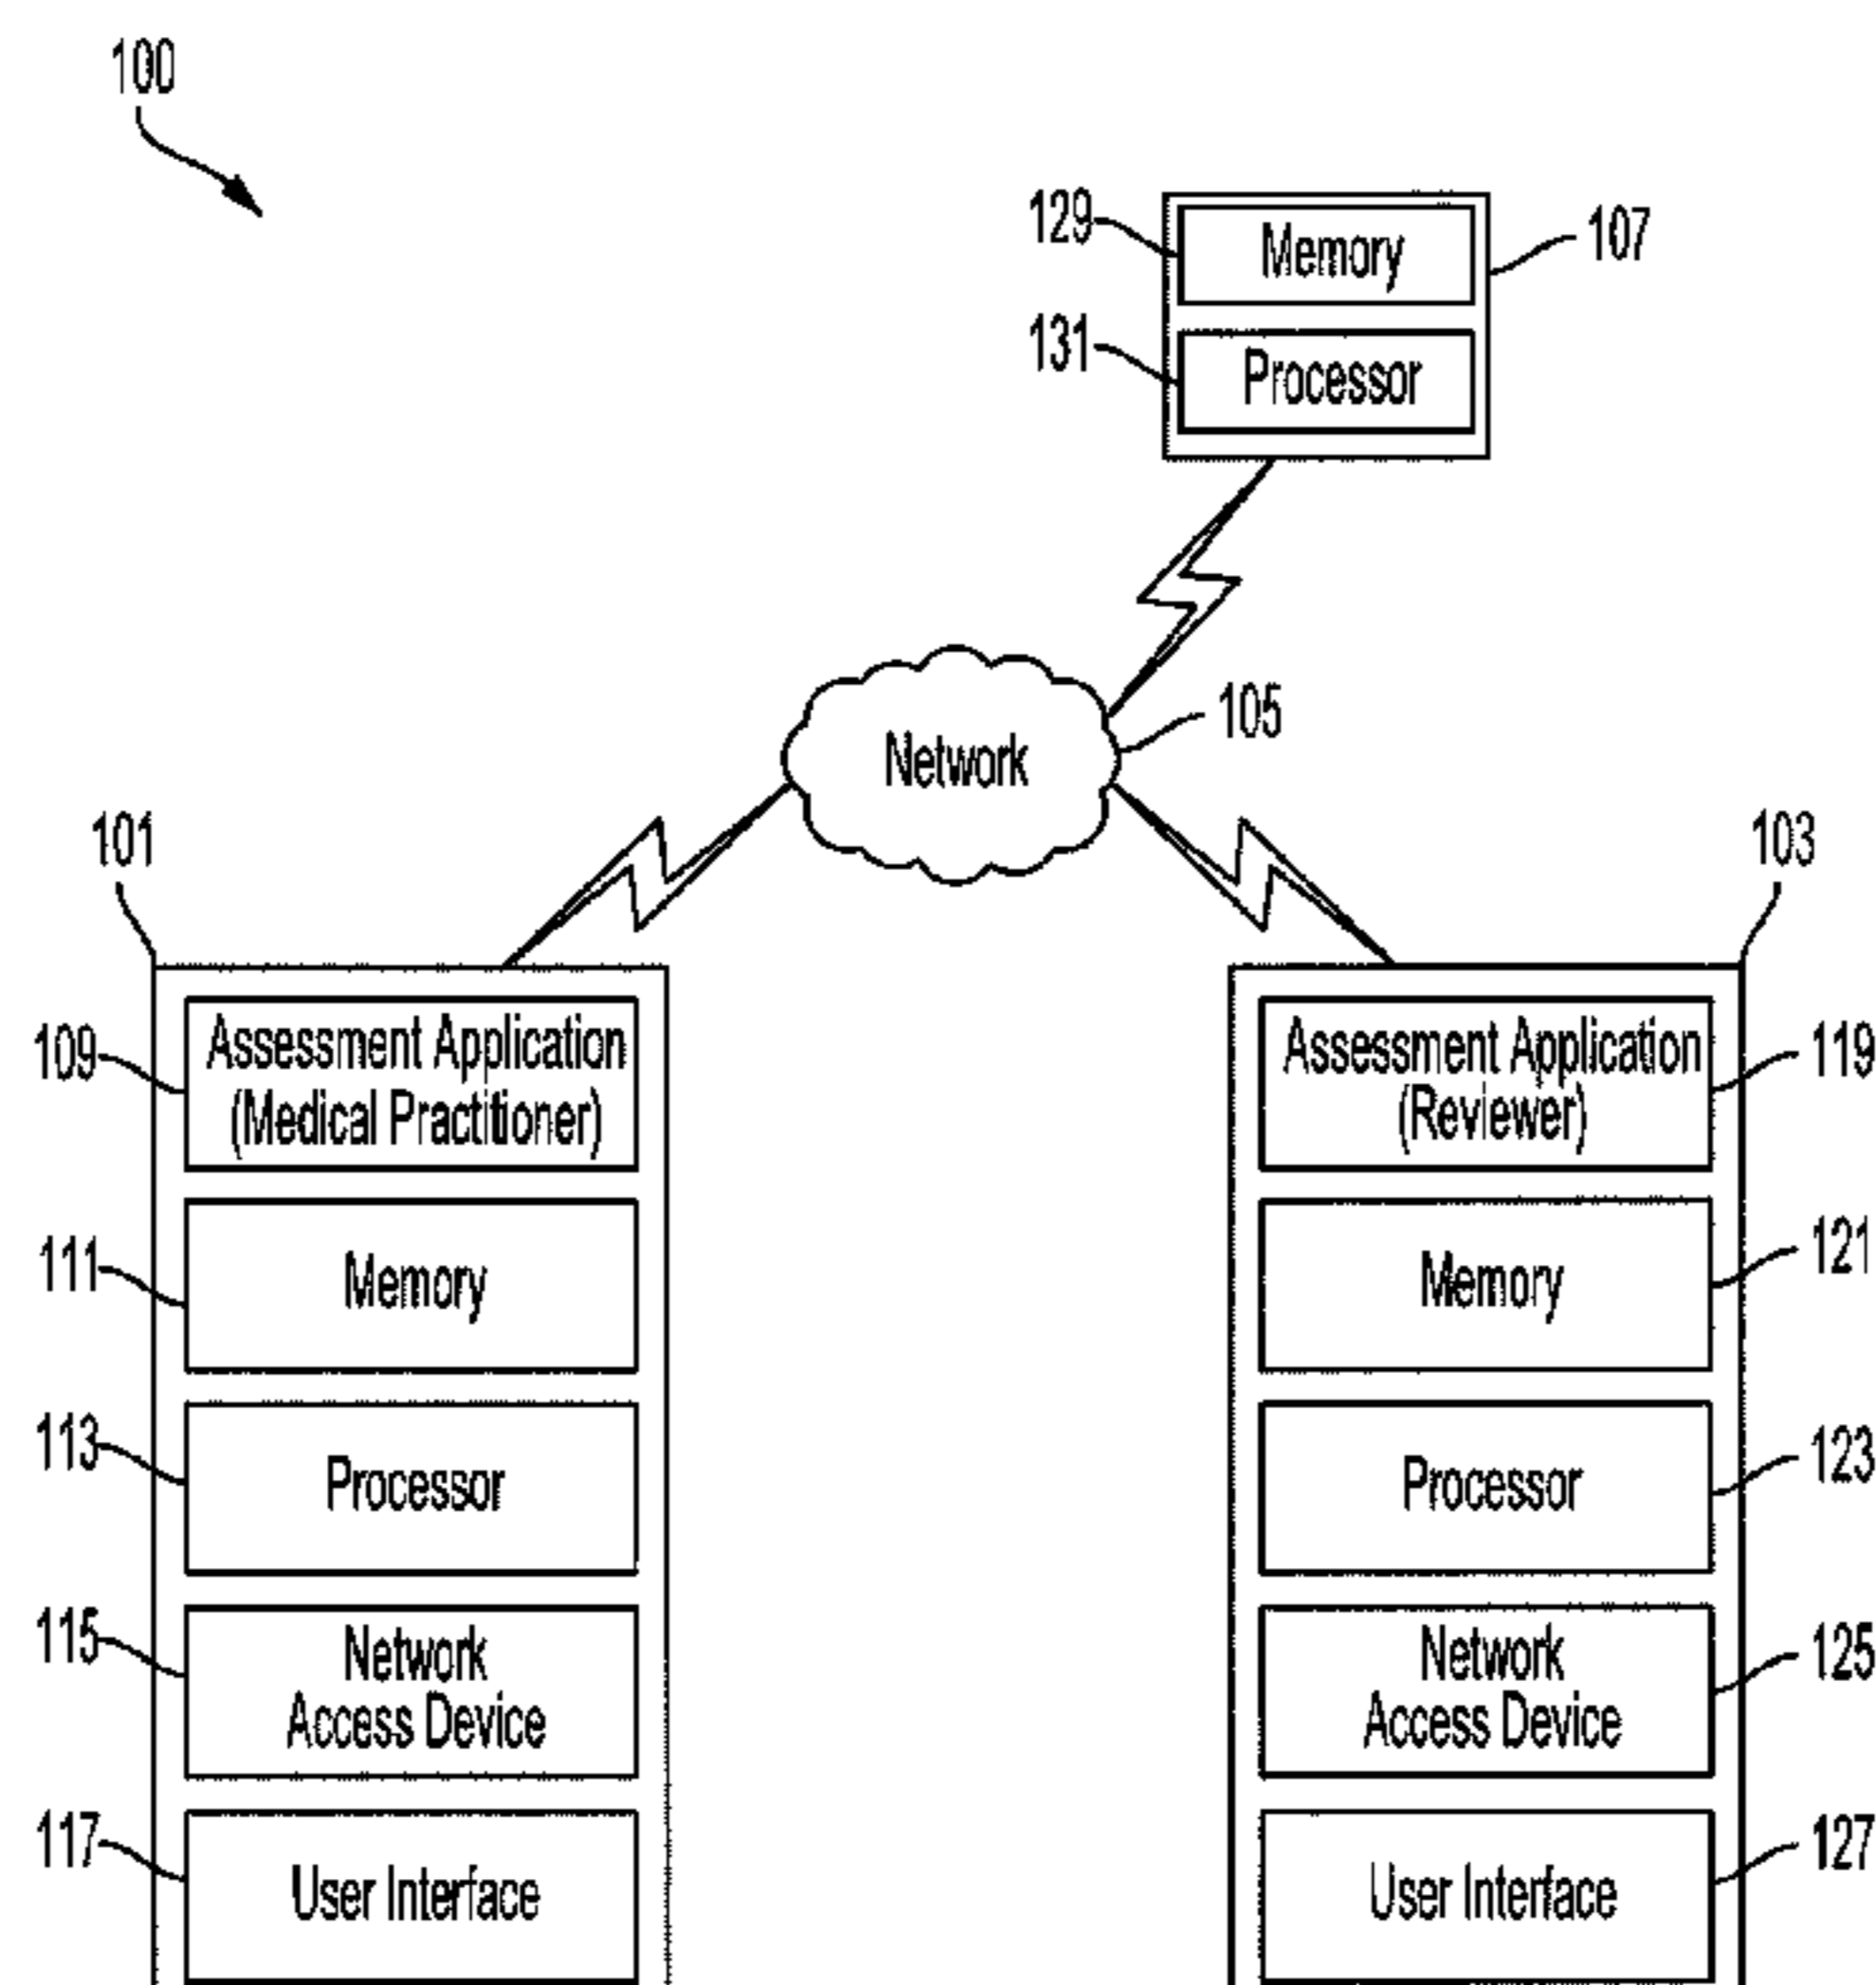 100
129
Memory
107
131
Processor
Network
105
101
103
109
Assessment Application
(Medical Practitioner)
111
Memory
113
Processor
115
Network
Access Device
117
User Interface
Assessment Application
(Reviewer)
119
Memory
121
Processor
123
Network
Access Device
125
User Interface
127